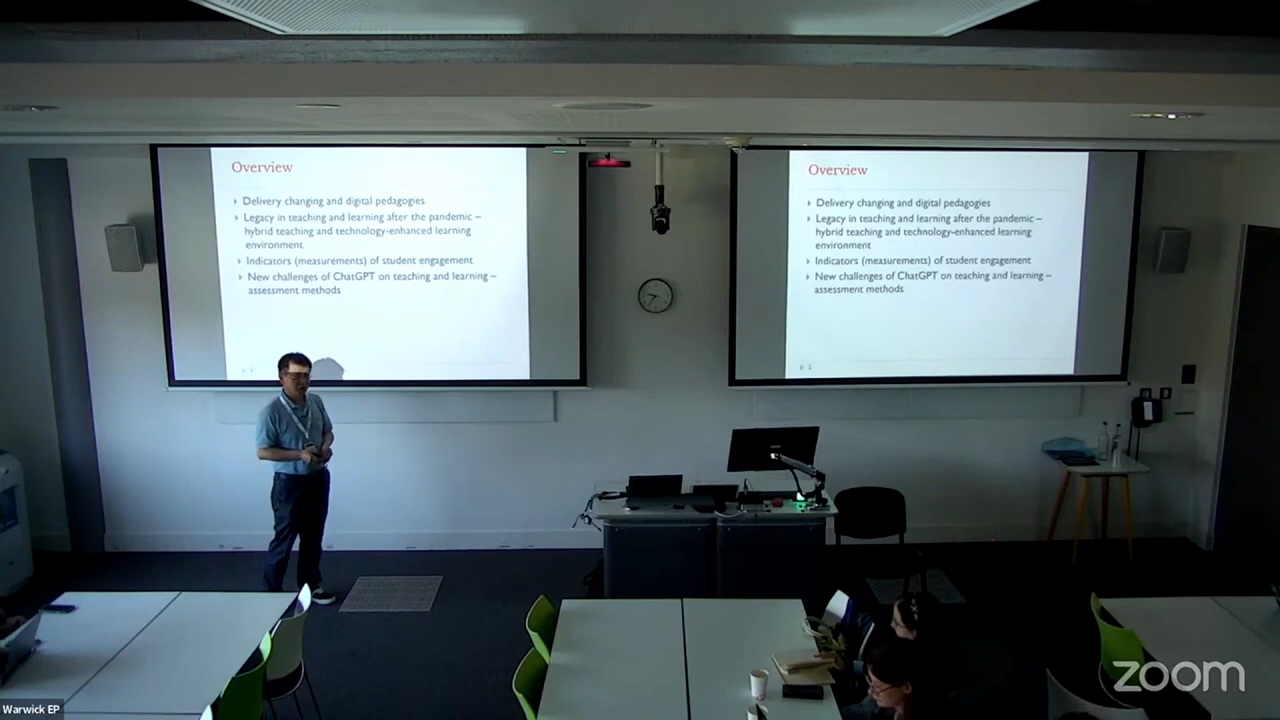 Overview
Delivery changing and digital pedagogies
Legacy in teaching and learning after the pandemic –
hybrid teaching and technology-enhanced learning
environment
Indicators (measurements) of student engagement
New challenges of ChatGPT on teaching and learning –
assessment methods
Overview
Delivery changing and digital pedagogies
Legacy in teaching and learning after the pandemic –
hybrid teaching and technology-enhanced learning
environment
Indicators (measurements) of student engagement
New challenges of ChatGPT on teaching and learning –
assessment methods
zoom
Warwick EP